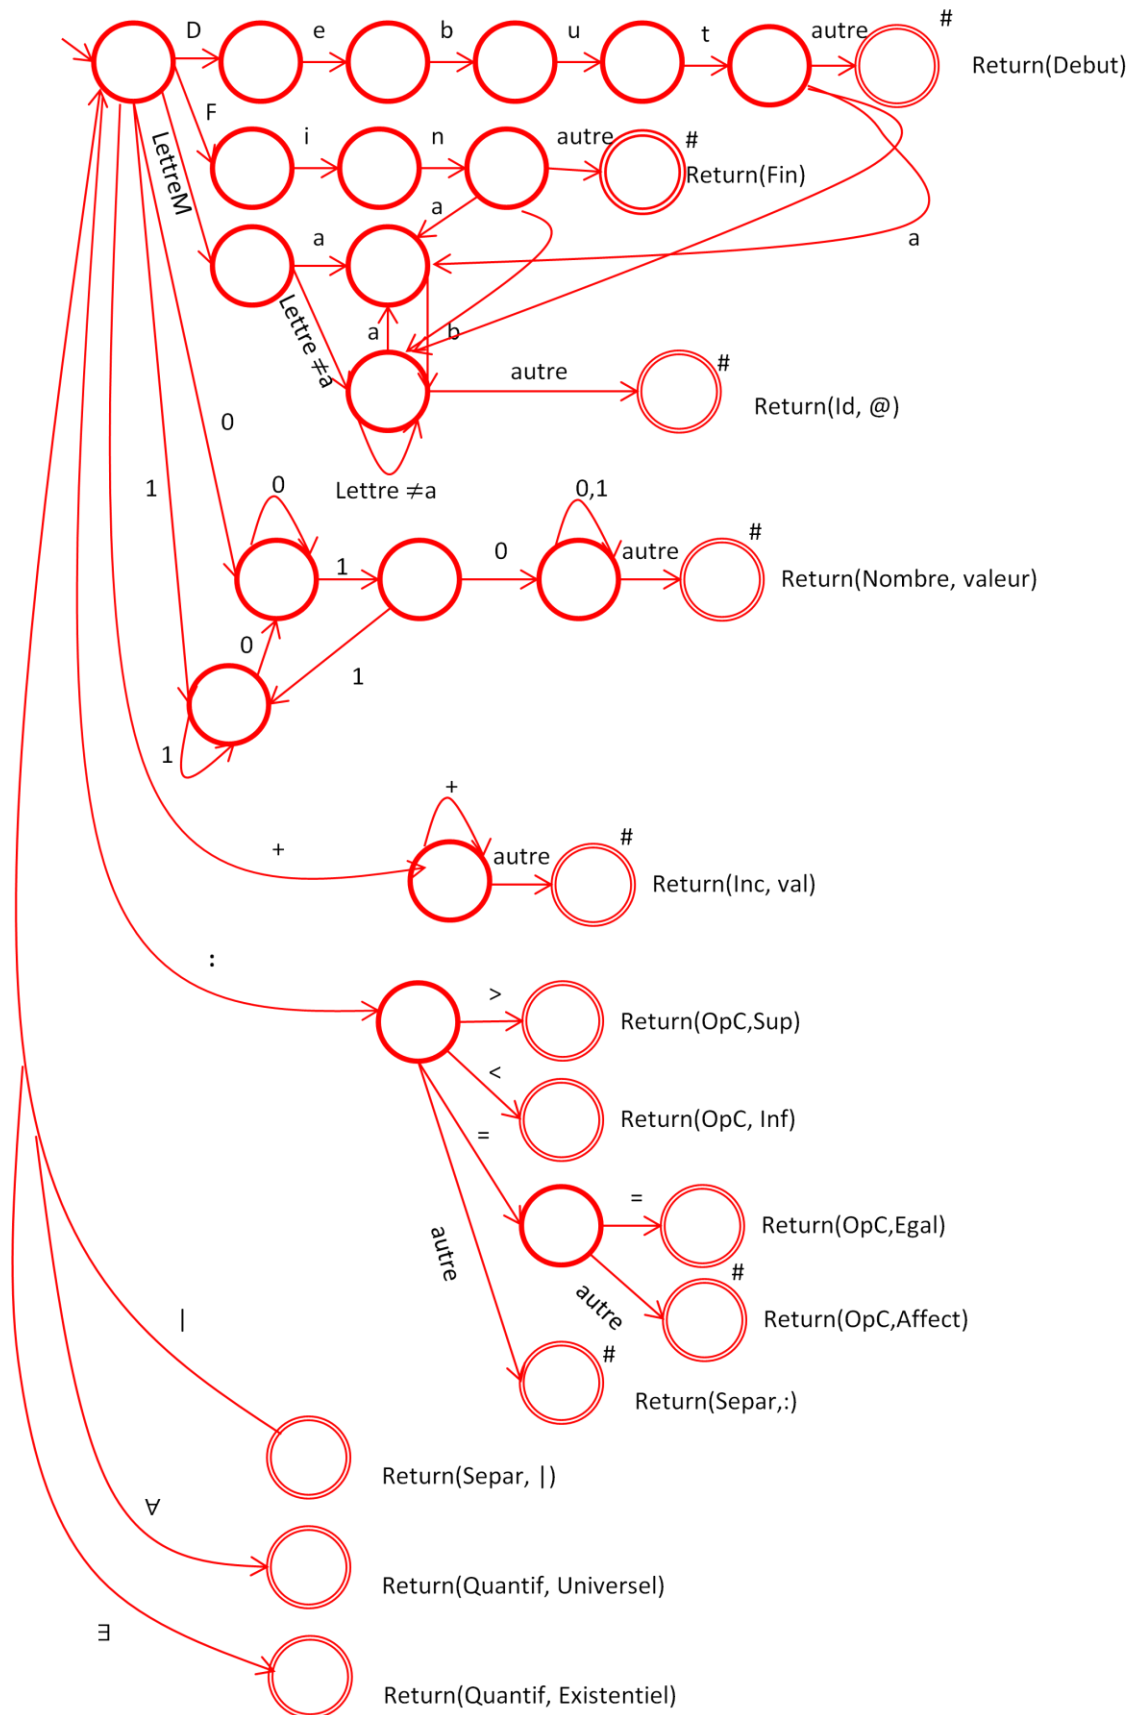 D e b u t autre #
Return(Debut)
F i n autre #
Return(Fin)
LettreM a a a
Lettre ≠a a b
autre #
Return(Id, @)
Lettre ≠a
0
1
0 0,1 #
1 0 autre
Return(Nombre, valeur)
0
1
1
+
+ autre #
Return(Inc, val)
:
>
Return(OpC,Sup)
<
Return(OpC, Inf)
=
=
Return(OpC,Egal)
autre
autre #
Return(OpC,Affect)
#
Return(Separ,:)
|
Return(Separ, |)
∀
Return(Quantif, Universel)
∃
Return(Quantif, Existentiel)